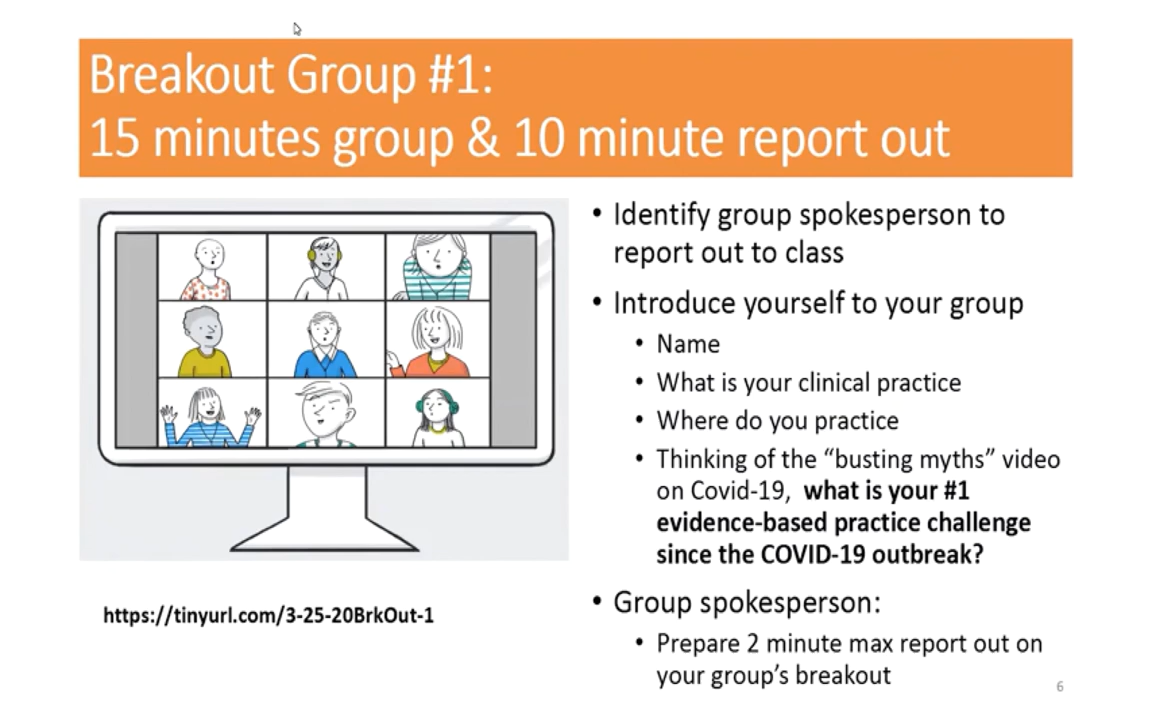 Breakout Group #1:
15 minutes group & 10 minute report out
• Identify group spokesperson to
report out to class
• Introduce yourself to your group
• Name
• What is your clinical practice
• Where do you practice
• Thinking of the “busting myths” video
on Covid-19,  what is your #1
evidence-based practice challenge
since the COVID-19 outbreak?
• Group spokesperson:
• Prepare 2 minute max report out on
your group’s breakout
https://tinyurl.com/3-25-20BrkOut-1
6